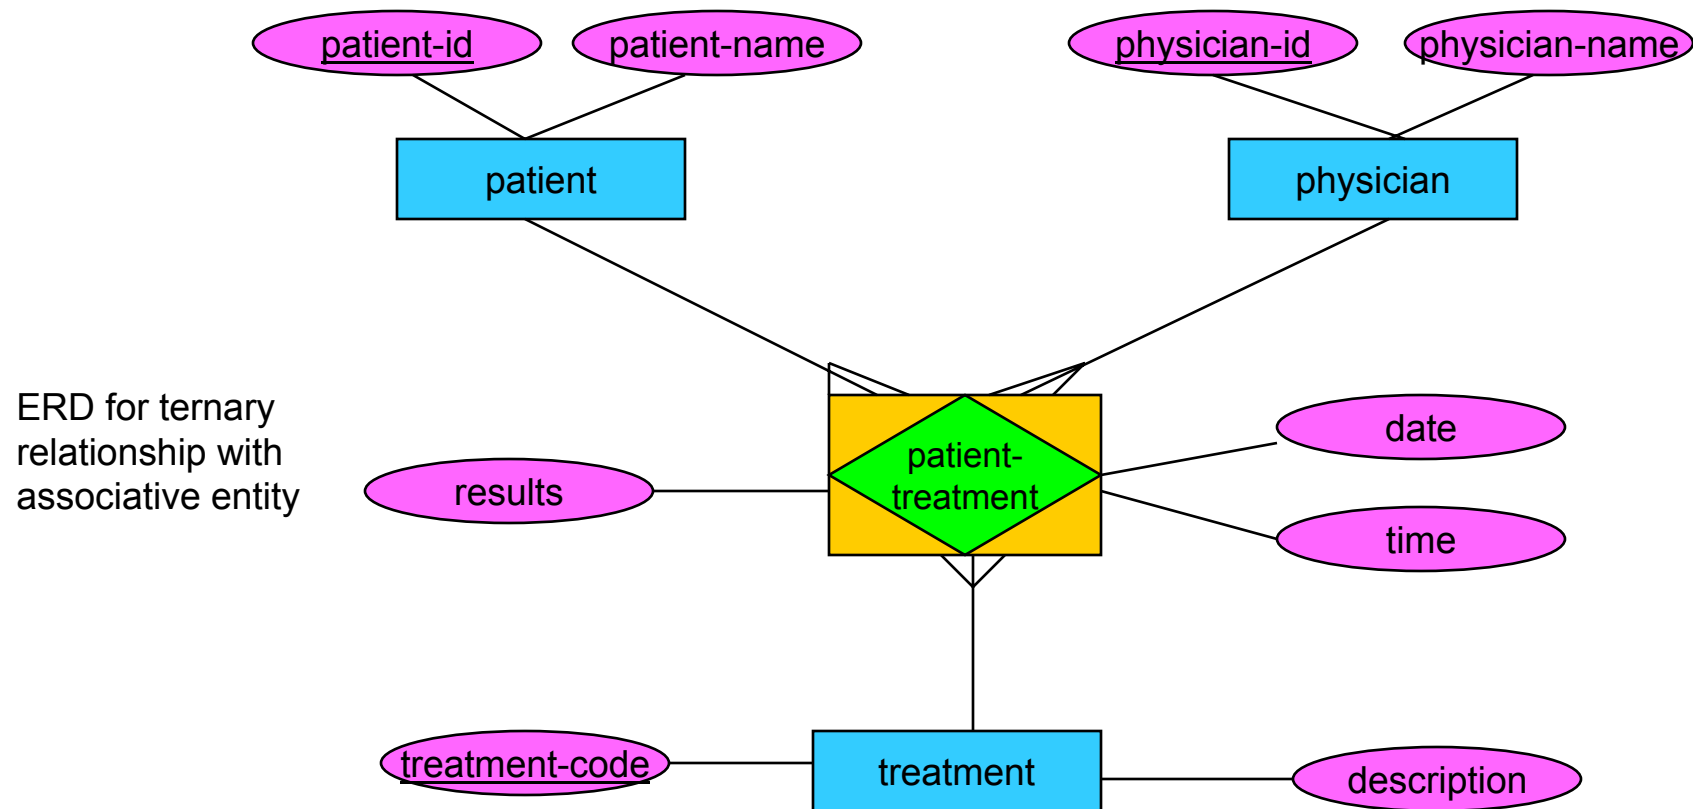 patient-id
patient-name
physician-id
physician-name
patient
physician
ERD for ternary
relationship with
associative entity
results
patient-
treatment
date
time
treatment-code
treatment
description